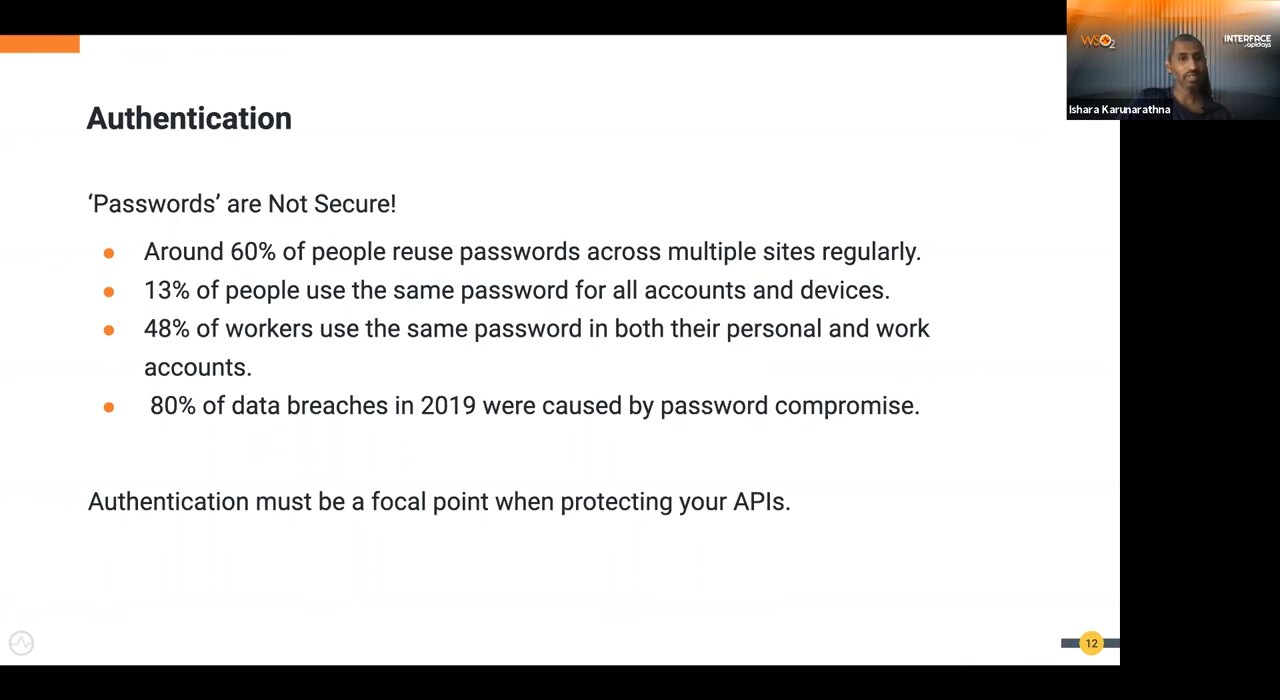 WSO2
INTERFACE
by apidays
Ishara Karunarathna
Authentication
‘Passwords’ are Not Secure!
● Around 60% of people reuse passwords across multiple sites regularly.
● 13% of people use the same password for all accounts and devices.
● 48% of workers use the same password in both their personal and work
accounts.
● 80% of data breaches in 2019 were caused by password compromise.
Authentication must be a focal point when protecting your APIs.
12